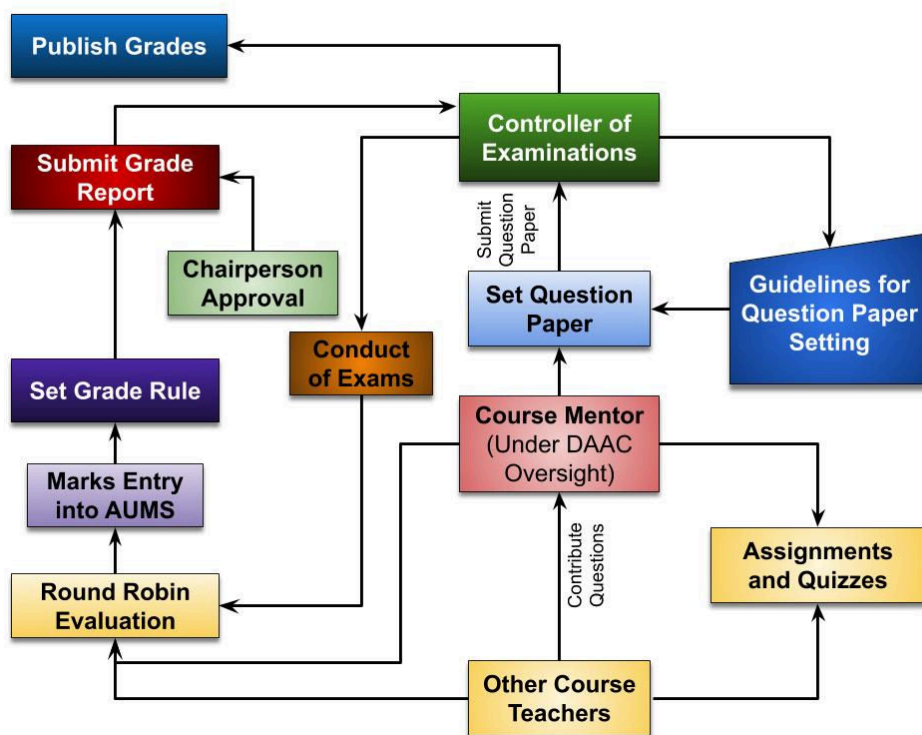 Publish Grades
Controller of
Examinations
Submit Grade
Report
Submit
Question
Paper
Chairperson
Approval
Set Question
Paper
Guidelines for
Question Paper
Setting
Conduct
of Exams
Set Grade Rule
Course Mentor
(Under DAAC
Oversight)
Marks Entry
into AUMS
Contribute
Questions
Assignments
and Quizzes
Round Robin
Evaluation
Other Course
Teachers